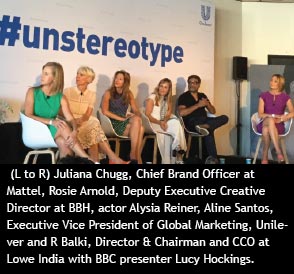 #unstereotype
Unilever
(L to R) Juliana Chugg, Chief Brand Officer at
Mattel, Rosie Arnold, Deputy Executive Creative
Director at BBH, actor Alysia Reiner, Aline Santos,
Executive Vice President of Global Marketing, Unile-
ver and R Balki, Director & Chairman and CCO at
Lowe India with BBC presenter Lucy Hockings.